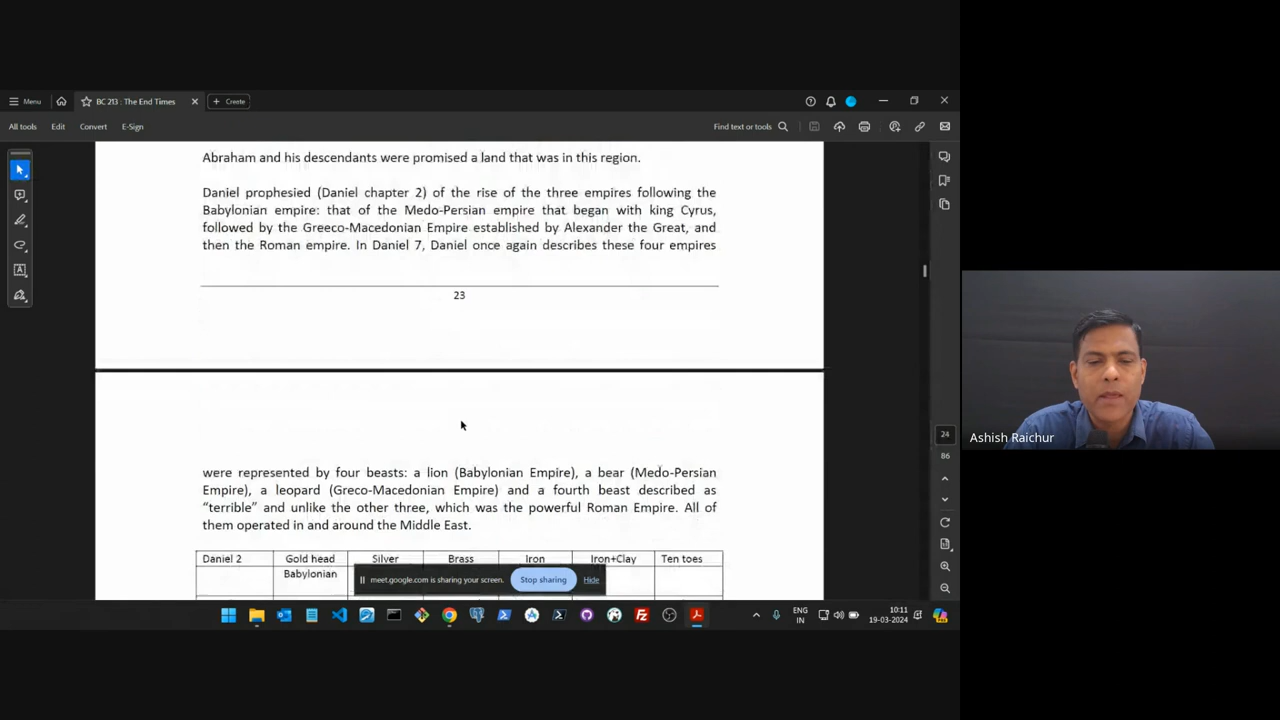 Menu
BC 213 : The End Times
Create
All tools
Edit
Convert
E-Sign
Find text or tools
Abraham and his descendants were promised a land that was in this region.
Daniel prophesied (Daniel chapter 2) of the rise of the three empires following the
Babylonian empire: that of the Medo-Persian empire that began with king Cyrus,
followed by the Greeco-Macedonian Empire established by Alexander the Great, and
then the Roman empire. In Daniel 7, Daniel once again describes these four empires
23
were represented by four beasts: a lion (Babylonian Empire), a bear (Medo-Persian
Empire), a leopard (Greco-Macedonian Empire) and a fourth beast described as
“terrible” and unlike the other three, which was the powerful Roman Empire. All of
them operated in and around the Middle East.
Daniel 2 Gold head Silver Brass Iron Iron+Clay Ten toes
Babylonian
meet.google.com is sharing your screen.
Stop sharing
Hide
24
86
ENG
IN
10:11
19-03-2024
Ashish Raichur